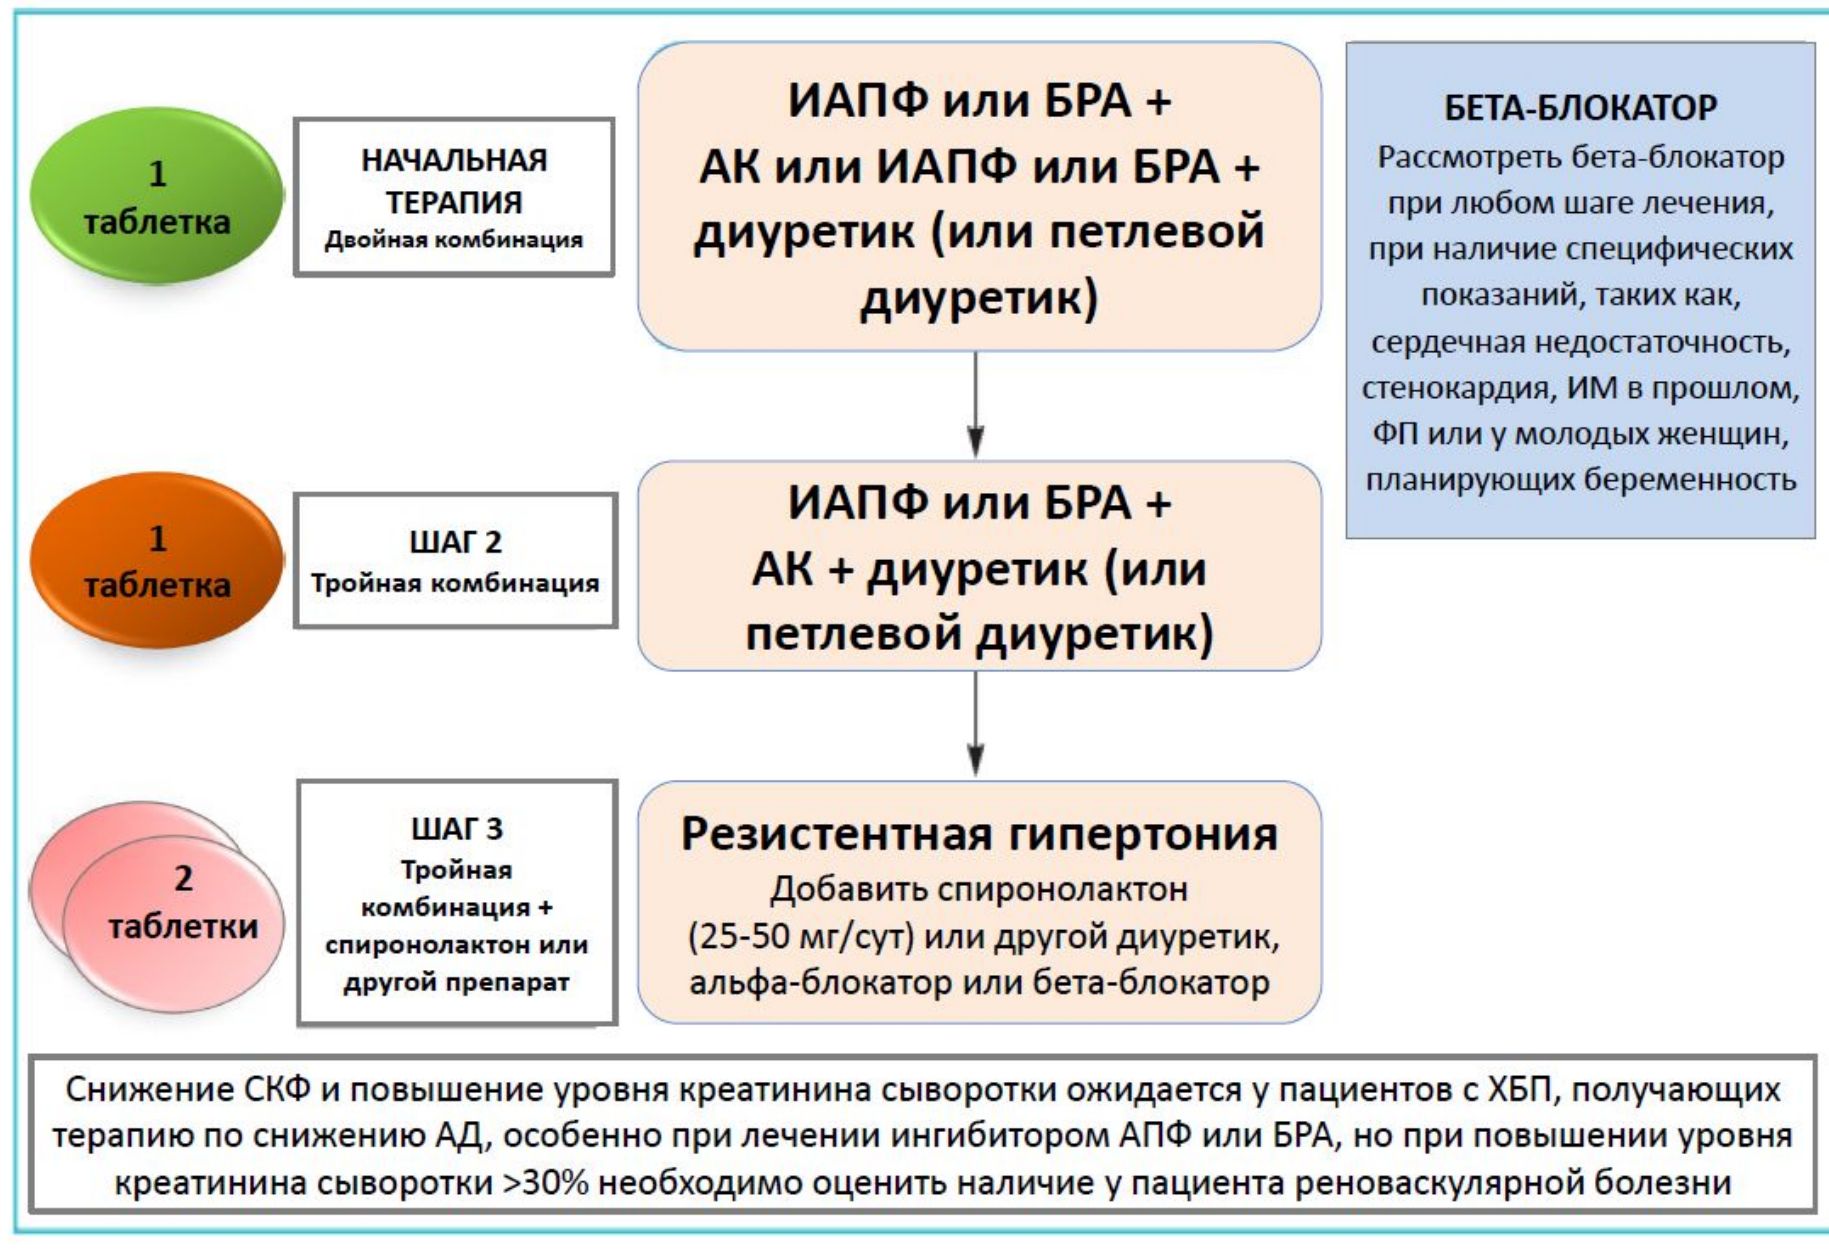 1
таблетка
НАЧАЛЬНАЯ
ТЕРАПИЯ
Двойная комбинация
ИАПФ или БРА +
АК или ИАПФ или БРА +
диуретик (или петлевой
диуретик)
БЕТА-БЛОКАТОР
Рассмотреть бета-блокатор
при любом шаге лечения,
при наличие специфических
показаний, таких как,
сердечная недостаточность,
стенокардия, ИМ в прошлом,
ФП или у молодых женщин,
планирующих беременность
1
таблетка
ШАГ 2
Тройная комбинация
ИАПФ или БРА +
АК + диуретик (или
петлевой диуретик)
2
таблетки
ШАГ 3
Тройная
комбинация +
спиронолактон или
другой препарат
Резистентная гипертония
Добавить спиронолактон
(25-50 мг/сут) или другой диуретик,
альфа-блокатор или бета-блокатор
Снижение СКФ и повышение уровня креатинина сыворотки ожидается у пациентов с ХБП, получающих
терапию по снижению АД, особенно при лечении ингибитором АПФ или БРА, но при повышении уровня
креатинина сыворотки >30% необходимо оценить наличие у пациента реноваскулярной болезни